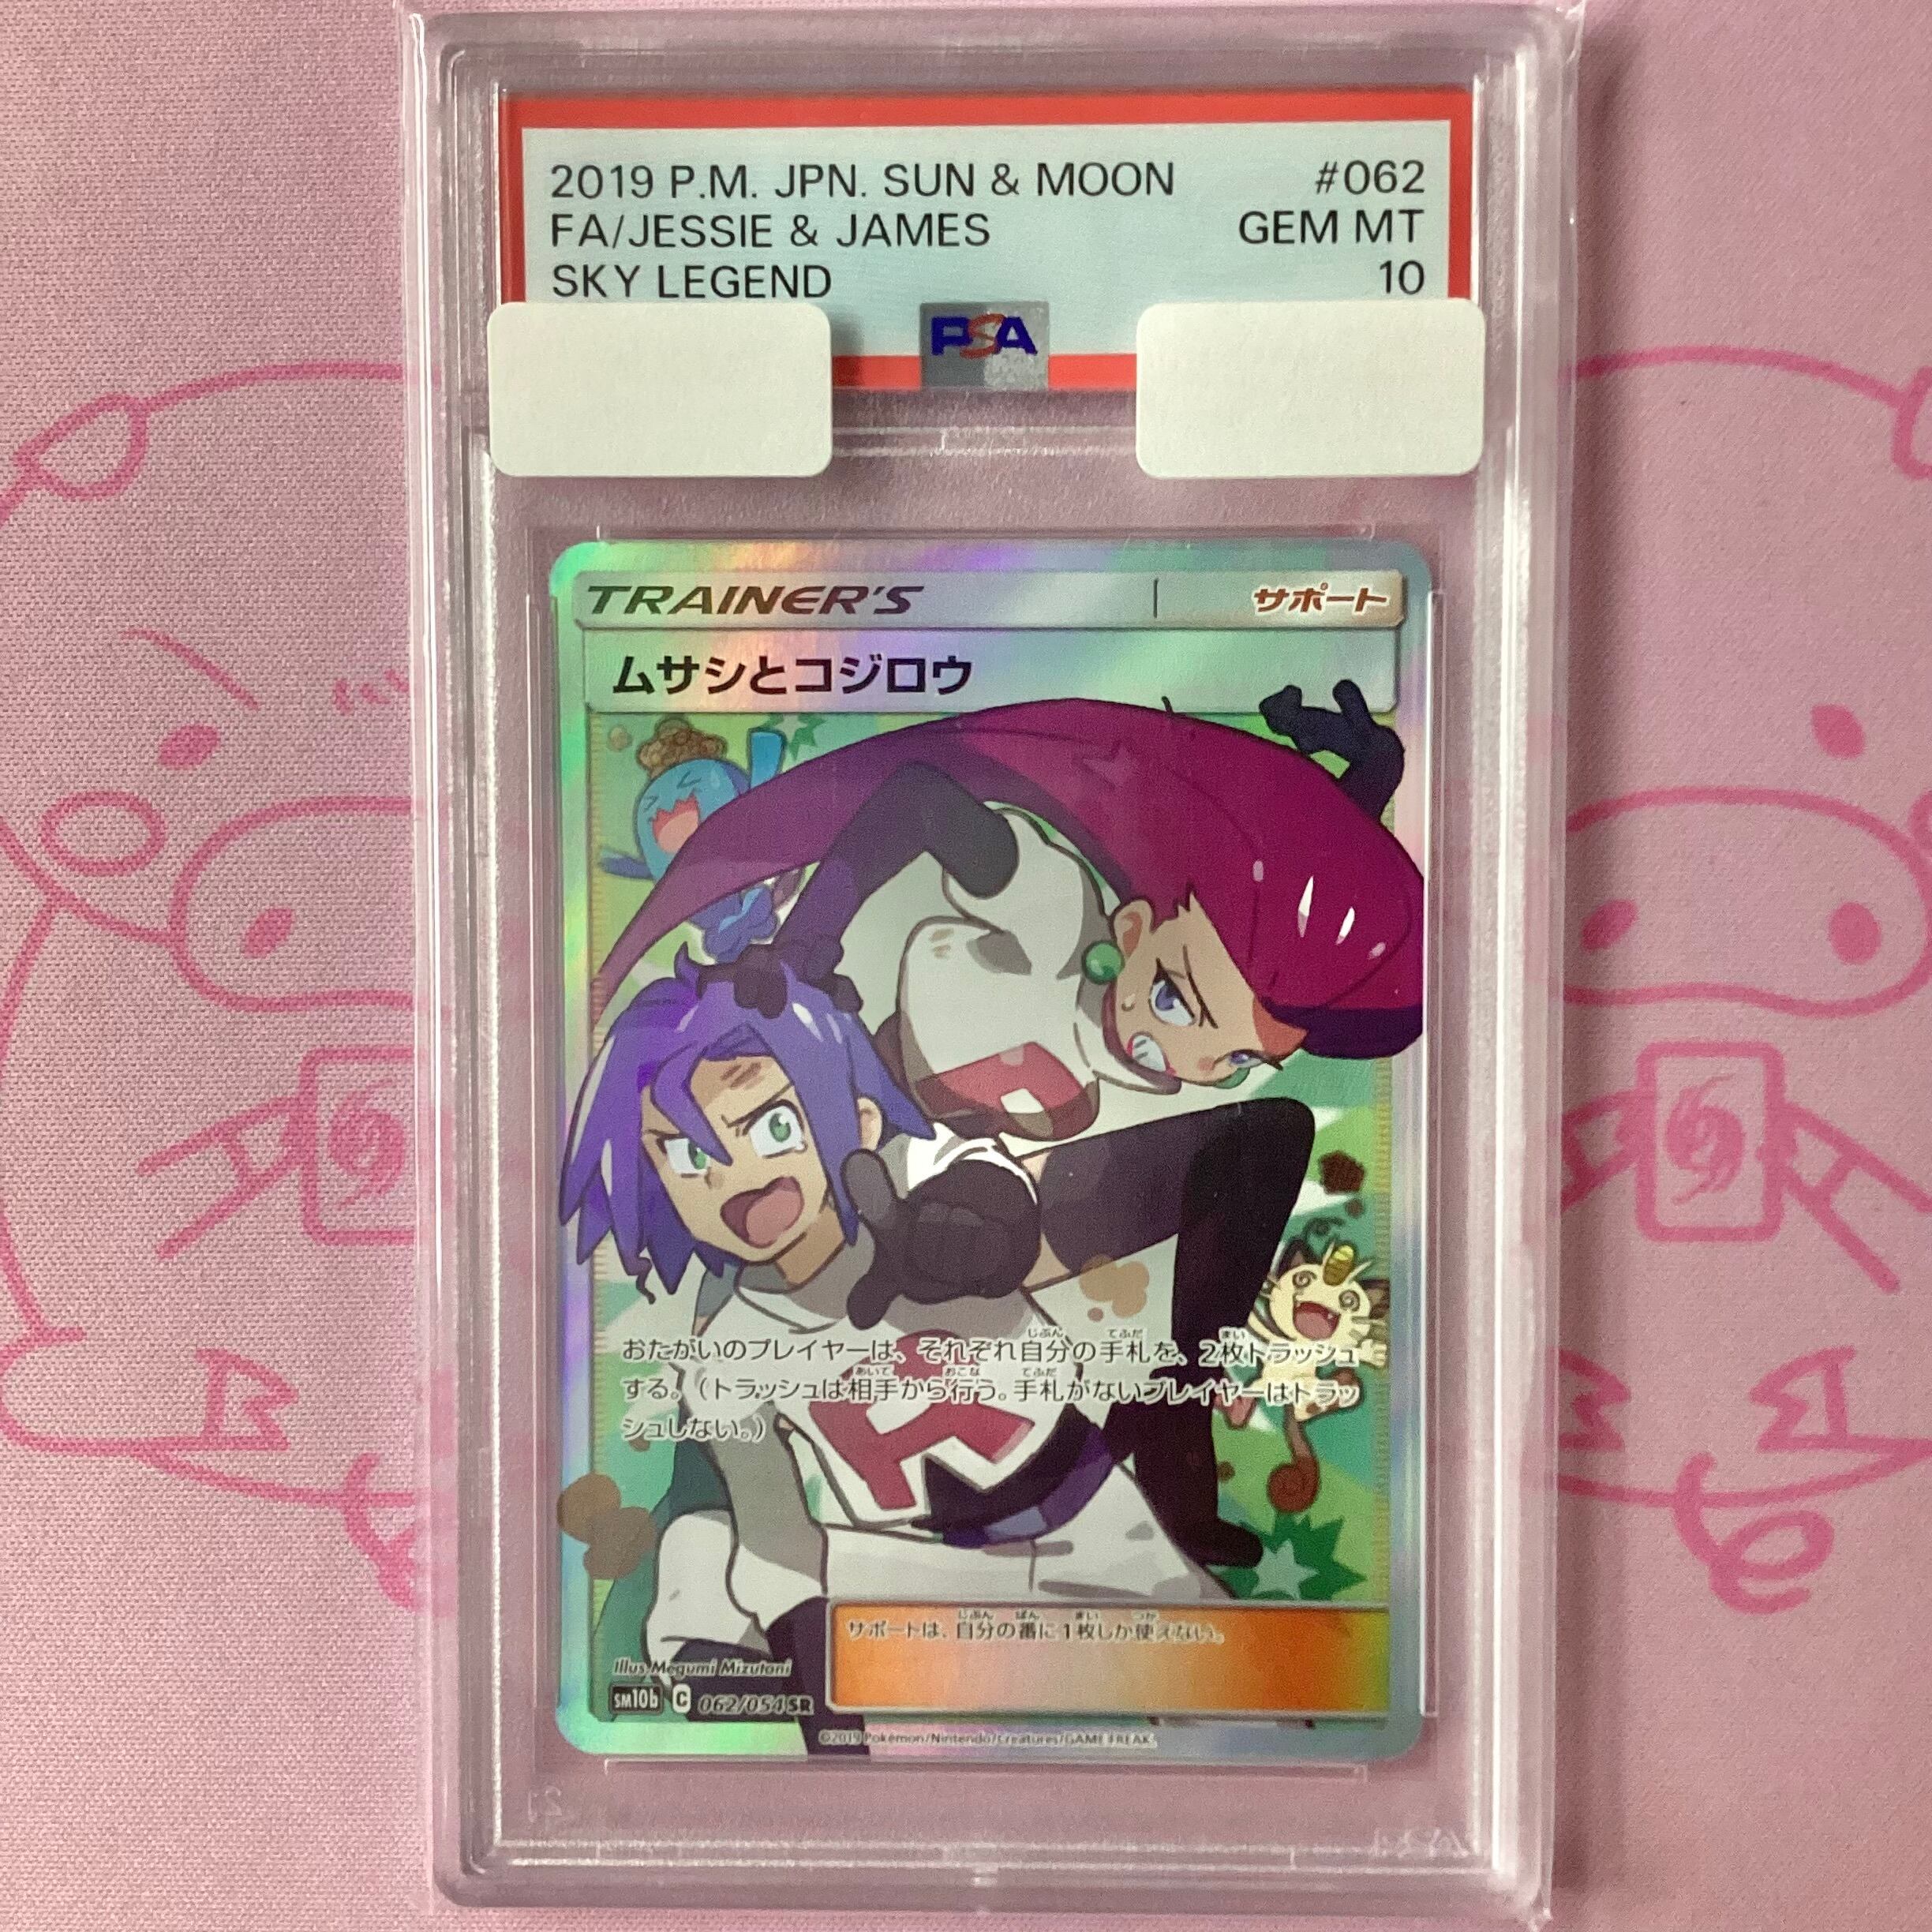 2019 P.M. JPN. SUN & MOON #062
FA/JESSIE & JAMES GEM MT
SKY LEGEND 10
PSA
TRAINER'S サポート
ムサシとコジロウ
おたがいのプレイヤーは、それぞれ自分の手札を、2枚トラッシュ
する。(トラッシュは相手から行う。手札がないプレイヤーはトラッ
シュしない。)
サポートは、自分の番に1枚しか使えない。
Illus. Megumi Mizutani
SM10b C 062/054 SR
©2019 Pokémon/Nintendo/Creatures/GAME FREAK.